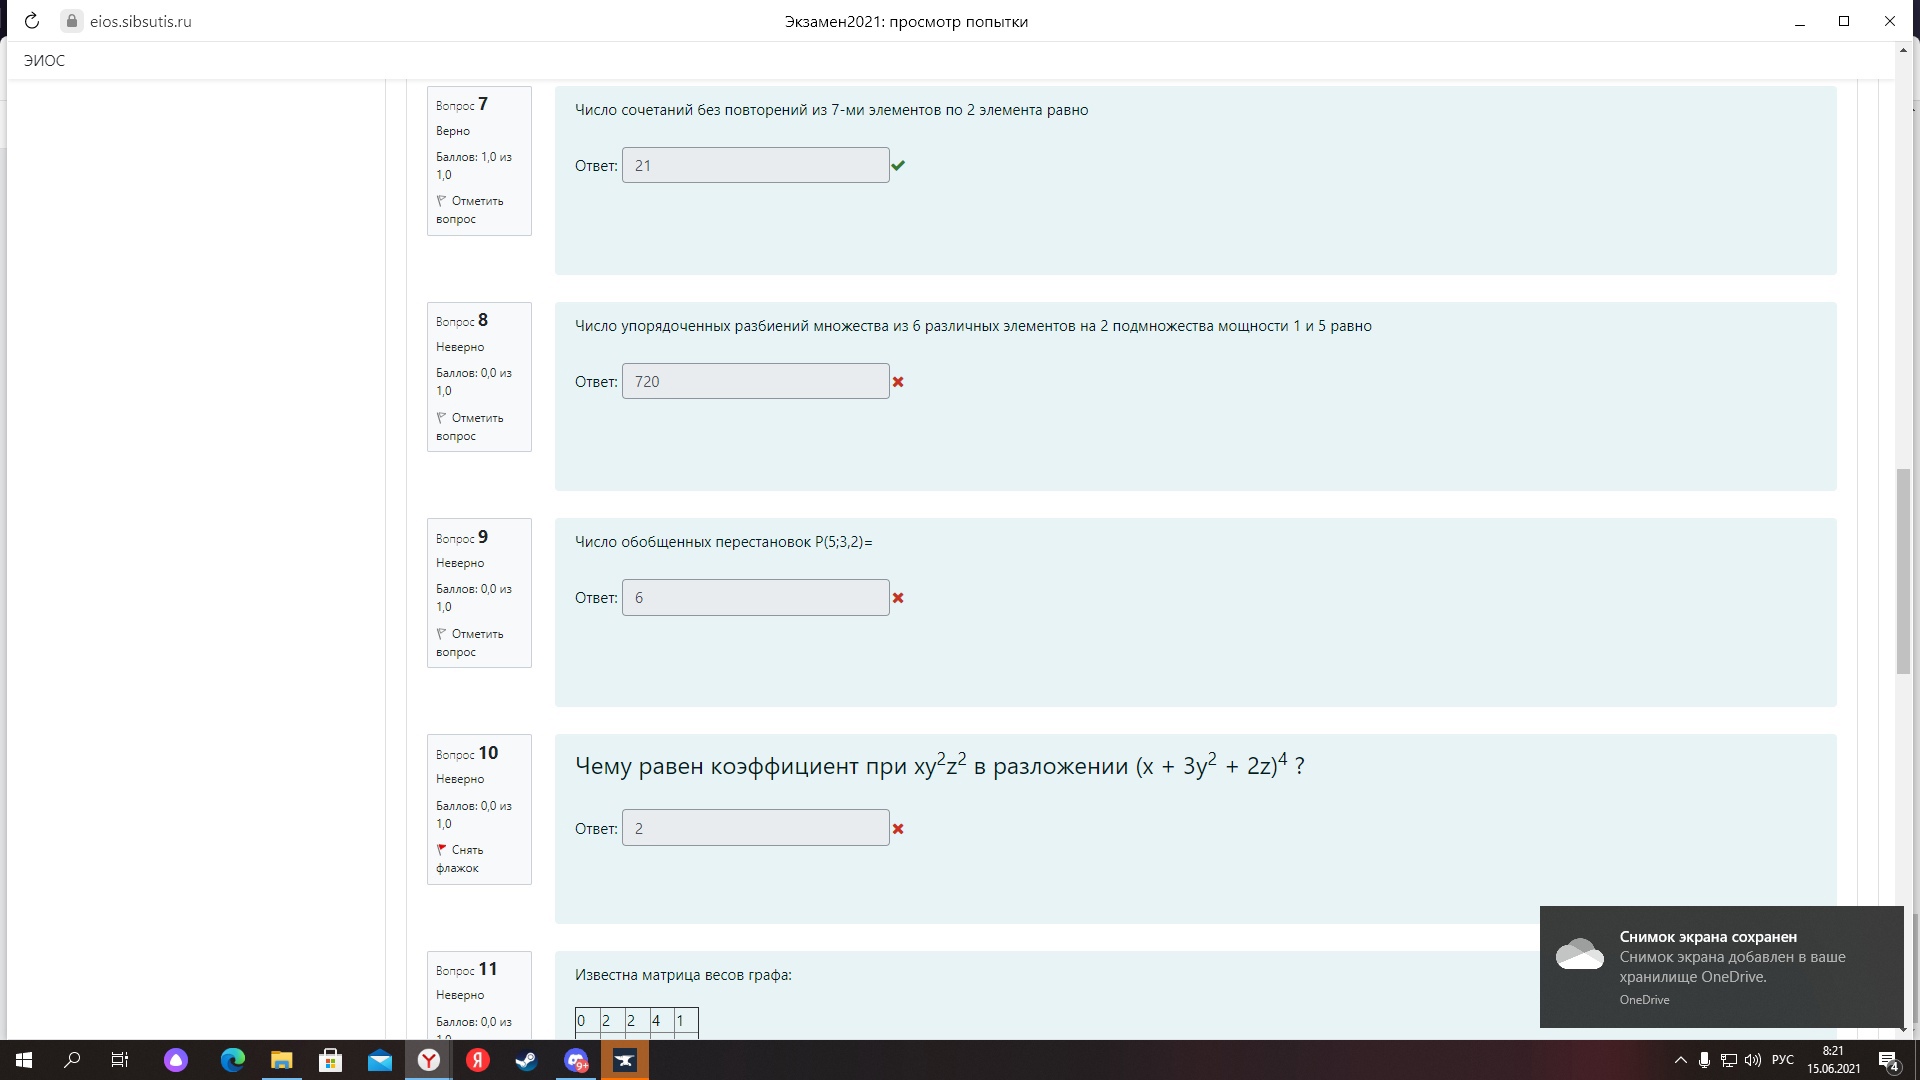 eios.sibsutis.ru
Экзамен2021: просмотр попытки
ЭИОС
Вопрос 7
Верно
Баллов: 1,0 из
1,0
Отметить
вопрос
Число сочетаний без повторений из 7-ми элементов по 2 элемента равно
Ответ: 21
Вопрос 8
Неверно
Баллов: 0,0 из
1,0
Отметить
вопрос
Число упорядоченных разбиений множества из 6 различных элементов на 2 подмножества мощности 1 и 5 равно
Ответ: 720
Вопрос 9
Неверно
Баллов: 0,0 из
1,0
Отметить
вопрос
Число обобщенных перестановок P(5;3,2)=
Ответ: 6
Вопрос 10
Неверно
Баллов: 0,0 из
1,0
Снять
флажок
Чему равен коэффициент при xy²z² в разложении (x + 3y² + 2z)⁴ ?
Ответ: 2
Вопрос 11
Неверно
Баллов: 0,0 из
1,0
Известна матрица весов графа:
0 2 2 4 1
Снимок экрана сохранен
Снимок экрана добавлен в ваше
хранилище OneDrive.
OneDrive
9+
РУС
8:21
15.06.2021
4